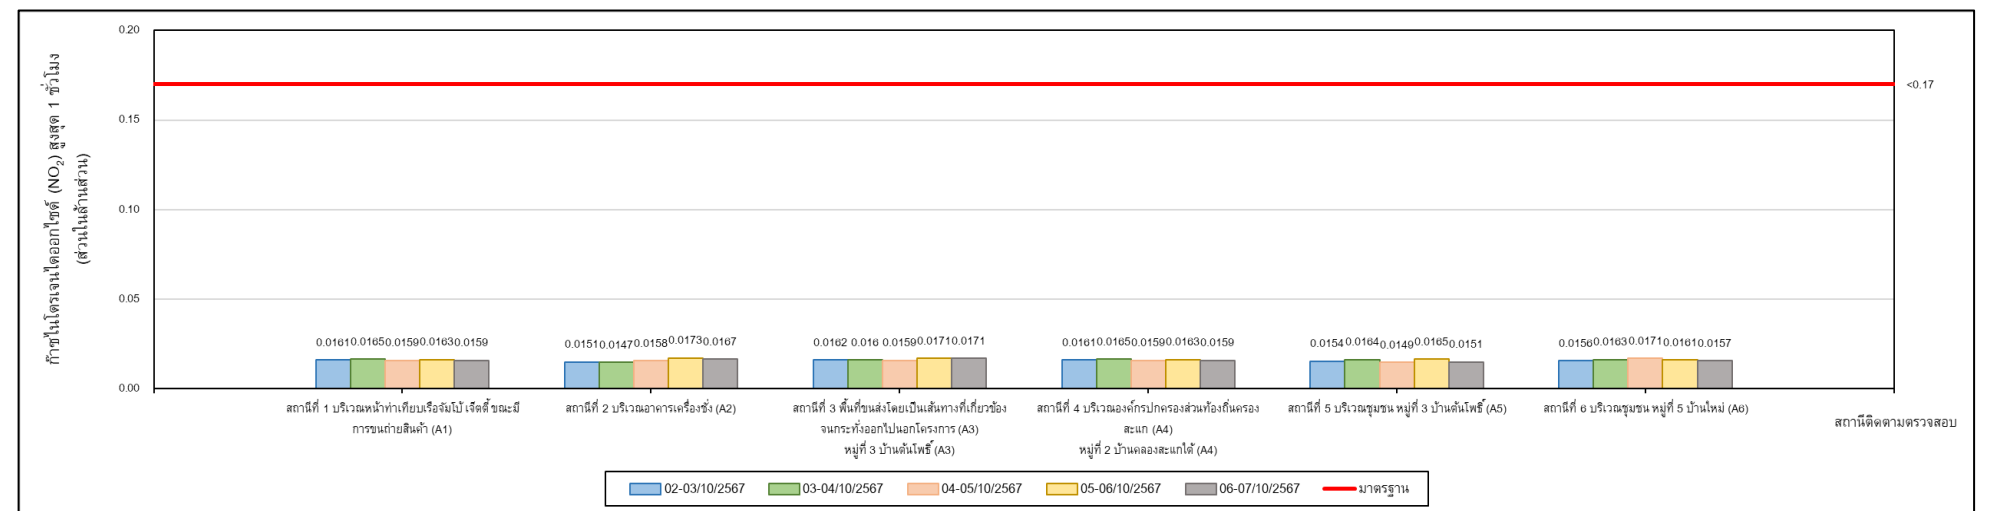 ก๊าซไนโตรเจนไดออกไซด์ (NO₂) สูงสุด 1 ชั่วโมง
(ส่วนในล้านส่วน)
0.20
0.15
0.10
0.05
0.00
<0.17
0.0161 0.0165 0.0159 0.0163 0.0159
0.0151 0.0147 0.0158 0.0173 0.0167
0.0162 0.016 0.0159 0.0171 0.0171
0.0161 0.0165 0.0159 0.0163 0.0159
0.0154 0.0164 0.0149 0.0165 0.0151
0.0156 0.0163 0.0171 0.0161 0.0157
สถานีที่ 1 บริเวณหน้าท่าเทียบเรือจัมโบ้ เจ็ตตี้ ขณะมี
การขนถ่ายสินค้า (A1)
สถานีที่ 2 บริเวณอาคารเครื่องชั่ง (A2)
สถานีที่ 3 พื้นที่ขนส่งโดยเป็นเส้นทางที่เกี่ยวข้อง
จนกระทั่งออกไปนอกโครงการ (A3)
หมู่ที่ 3 บ้านต้นโพธิ์ (A3)
สถานีที่ 4 บริเวณองค์กรปกครองส่วนท้องถิ่นครอง
สะแก (A4)
หมู่ที่ 2 บ้านคลองสะแกใต้ (A4)
สถานีที่ 5 บริเวณชุมชน หมู่ที่ 3 บ้านต้นโพธิ์ (A5)
สถานีที่ 6 บริเวณชุมชน หมู่ที่ 5 บ้านใหม่ (A6)
สถานีติดตามตรวจสอบ
02-03/10/2567 03-04/10/2567 04-05/10/2567 05-06/10/2567 06-07/10/2567 มาตรฐาน